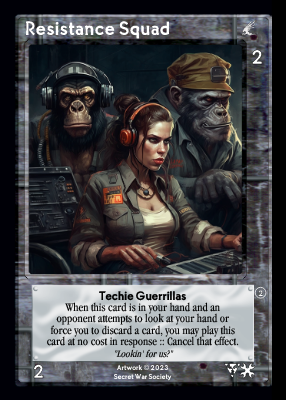 Resistance Squad
2
Techie Guerrillas
2
When this card is in your hand and an
opponent attempts to look at your hand or
force you to discard a card, you may play this
card at no cost in response :: Cancel that effect.
"Lookin' for us?"
2
Artwork © 2023
Secret War Society